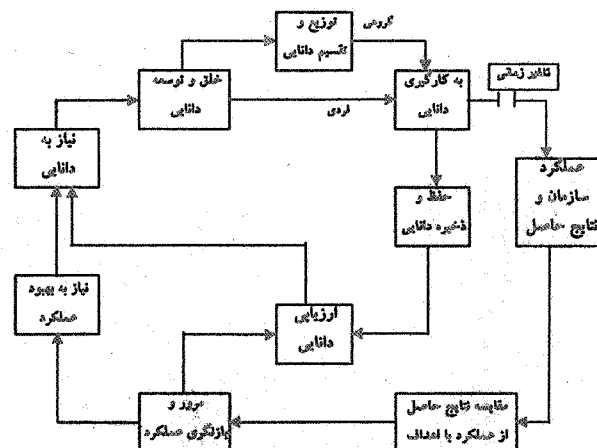 توزیع و
تقسیم دانایی
گروهی
خلق و توسعه
دانایی
فردی
به کارگیری
دانایی
تاخیر زمانی
نیاز به
دانایی
عملکرد
سازمان و
نتایج حاصل
حفظ و
ذخیره دانایی
نیاز به بهبود
عملکرد
ارزیابی
دانایی
مرور و
بازنگری عملکرد
مقایسه نتایج حاصل
از عملکرد با اهداف